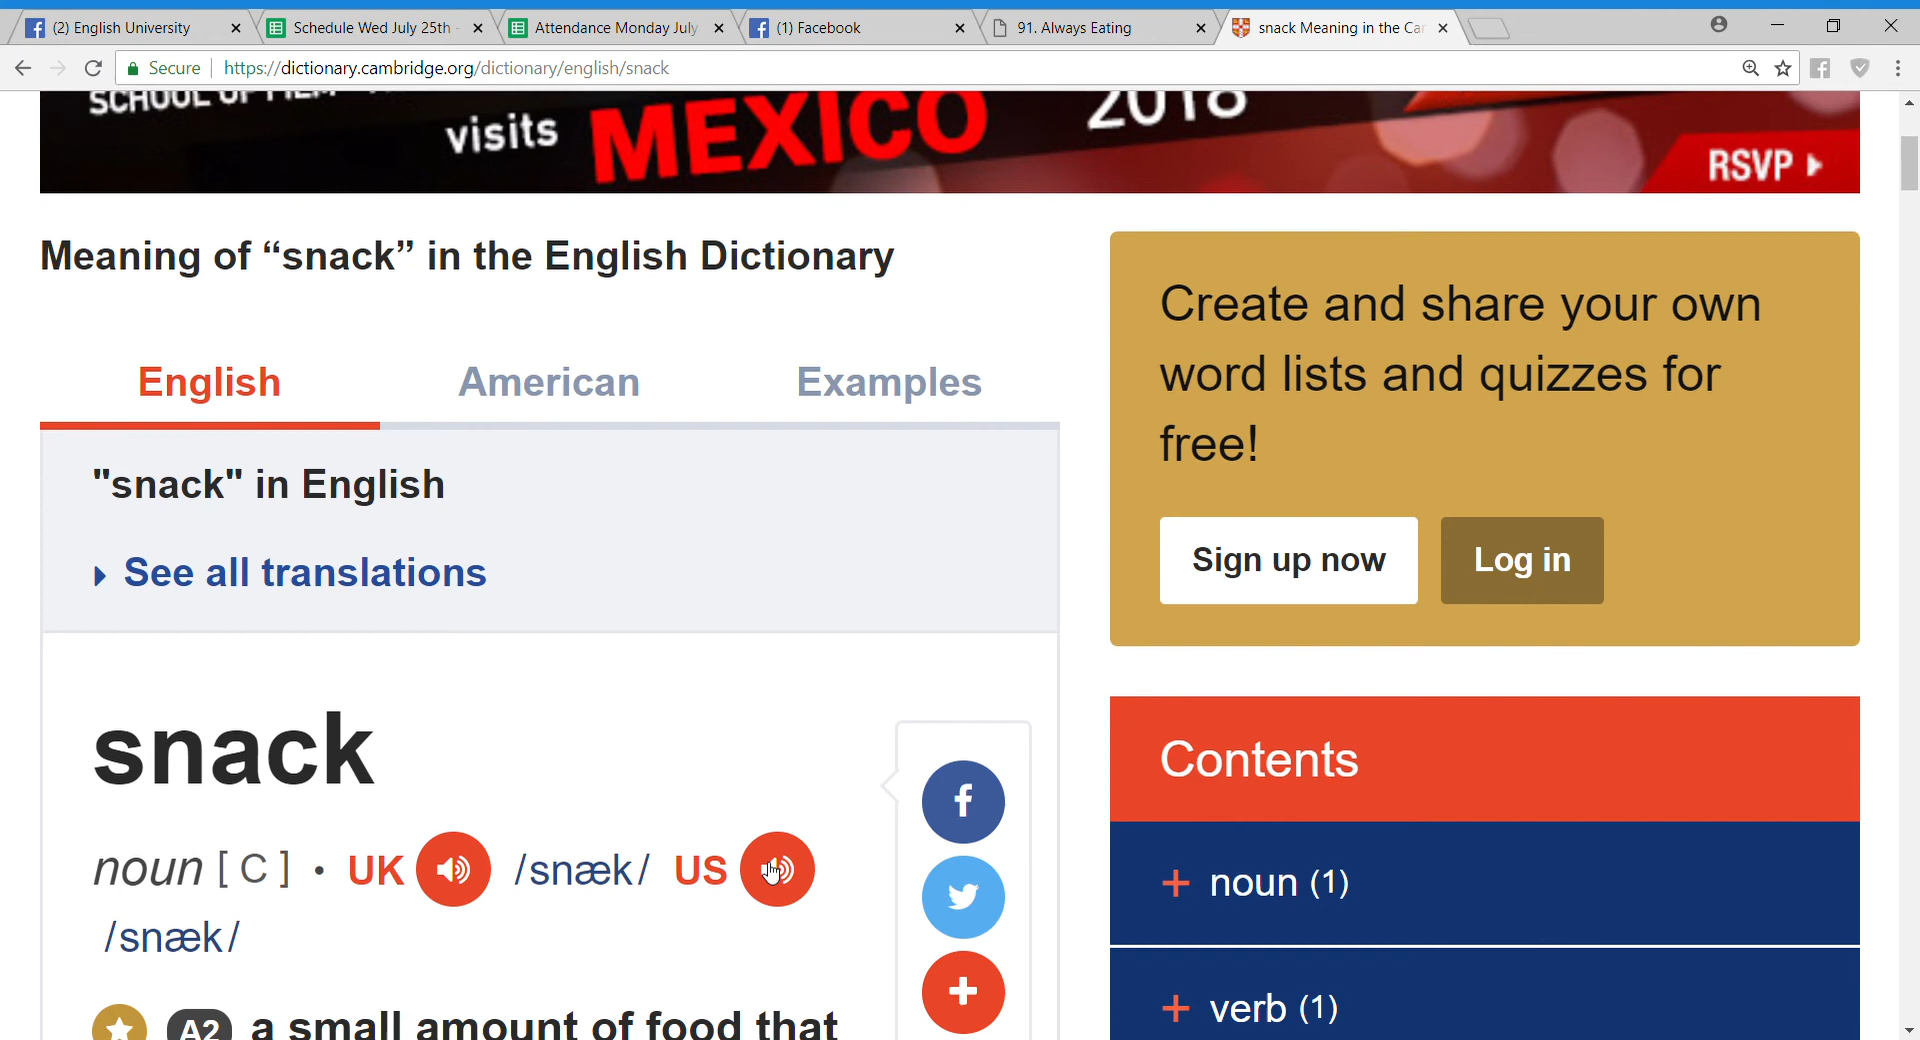 (2) English University
Schedule Wed July 25th
Attendance Monday July
(1) Facebook
91. Always Eating
snack Meaning in the Car
Secure
https://dictionary.cambridge.org/dictionary/english/snack
visits MEXICO 2018
RSVP
Meaning of “snack” in the English Dictionary
English
American
Examples
"snack" in English
See all translations
snack
noun [ C ] • UK /snæk/ US
/snæk/
A2 a small amount of food that
Create and share your own
word lists and quizzes for
free!
Sign up now
Log in
Contents
+ noun (1)
+ verb (1)